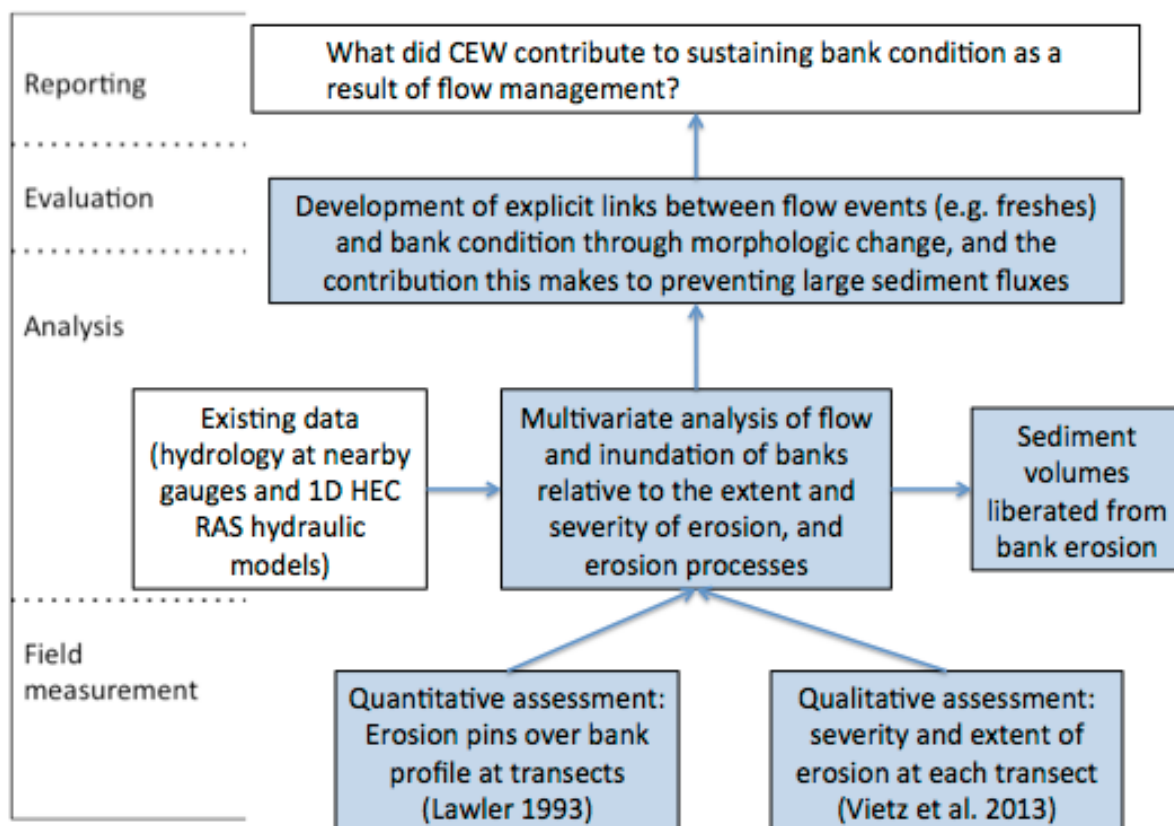 Reporting
What did CEW contribute to sustaining bank condition as a
result of flow management?
Evaluation
Development of explicit links between flow events (e.g. freshes)
and bank condition through morphologic change, and the
contribution this makes to preventing large sediment fluxes
Analysis
Existing data
(hydrology at nearby
gauges and 1D HEC
RAS hydraulic
models)
Multivariate analysis of flow
and inundation of banks
relative to the extent and
severity of erosion, and
erosion processes
Sediment
volumes
liberated from
bank erosion
Field
measurement
Quantitative assessment:
Erosion pins over bank
profile at transects
(Lawler 1993)
Qualitative assessment:
severity and extent of
erosion at each transect
(Vietz et al. 2013)